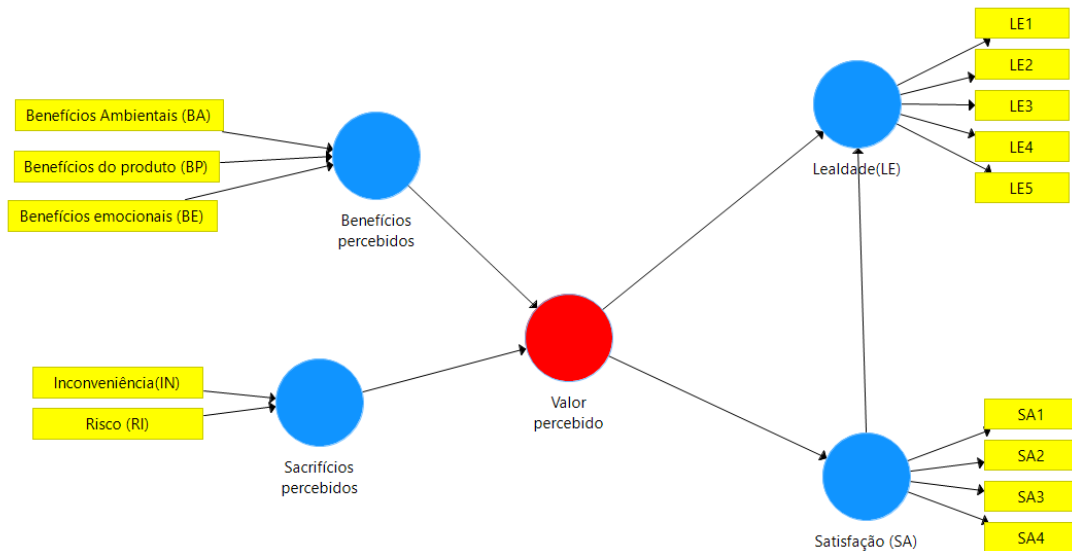 Benefícios Ambientais (BA)
Benefícios do produto (BP)
Benefícios emocionais (BE)
Benefícios
percebidos
Inconveniência(IN)
Risco (RI)
Sacrifícios
percebidos
Valor
percebido
LE1
LE2
LE3
LE4
LE5
Lealdade(LE)
SA1
SA2
SA3
SA4
Satisfação (SA)